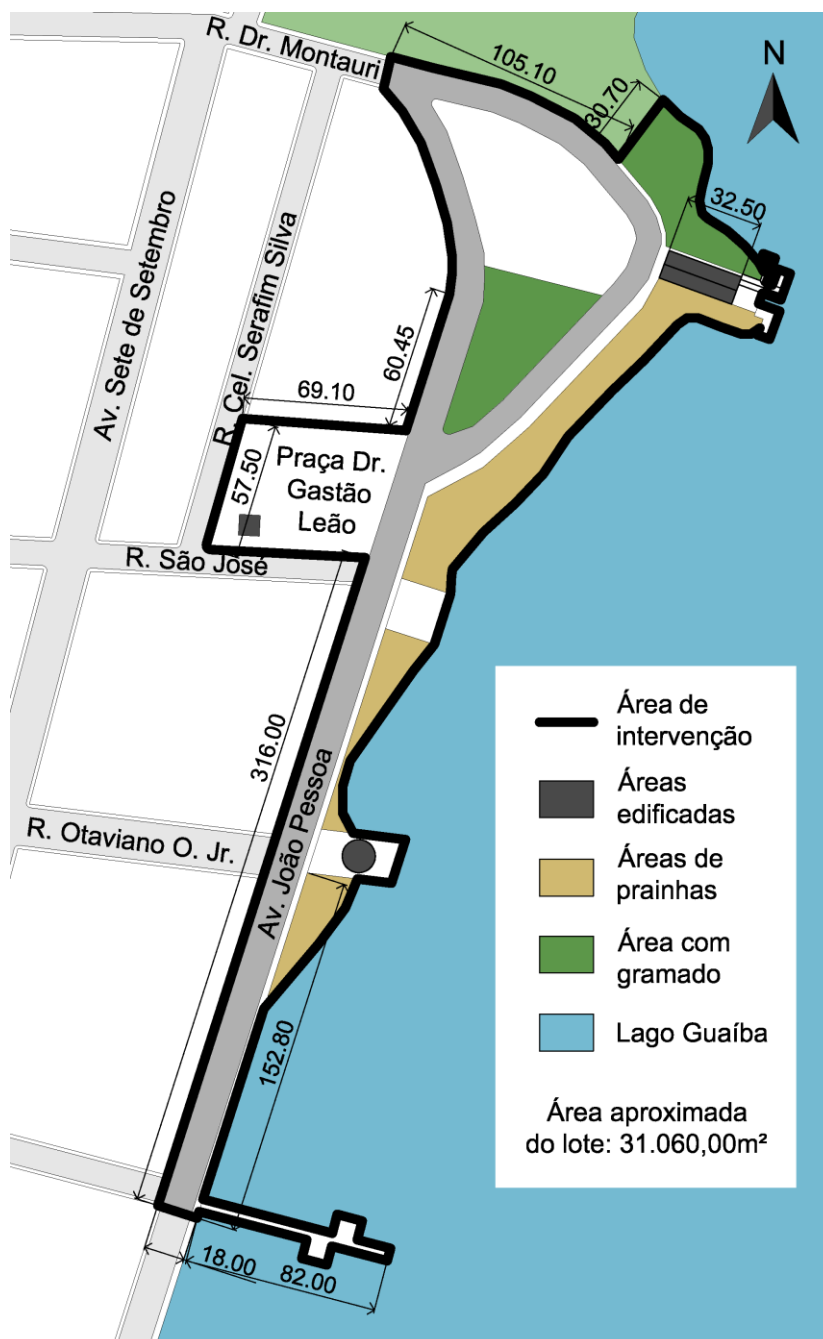 R. Dr. Montauri
105.10
30.70
N
32.50
Av. Sete de Setembro
R. Cel. Serafim Silva
60.45
69.10
57.50
Praça Dr.
Gastão
Leão
R. São José
316.00
Av. João Pessoa
R. Otaviano O. Jr.
152.80
18.00
82.00
Área de
intervenção
Áreas
edificadas
Áreas de
prainhas
Área com
gramado
Lago Guaíba
Área aproximada
do lote: 31.060,00m²